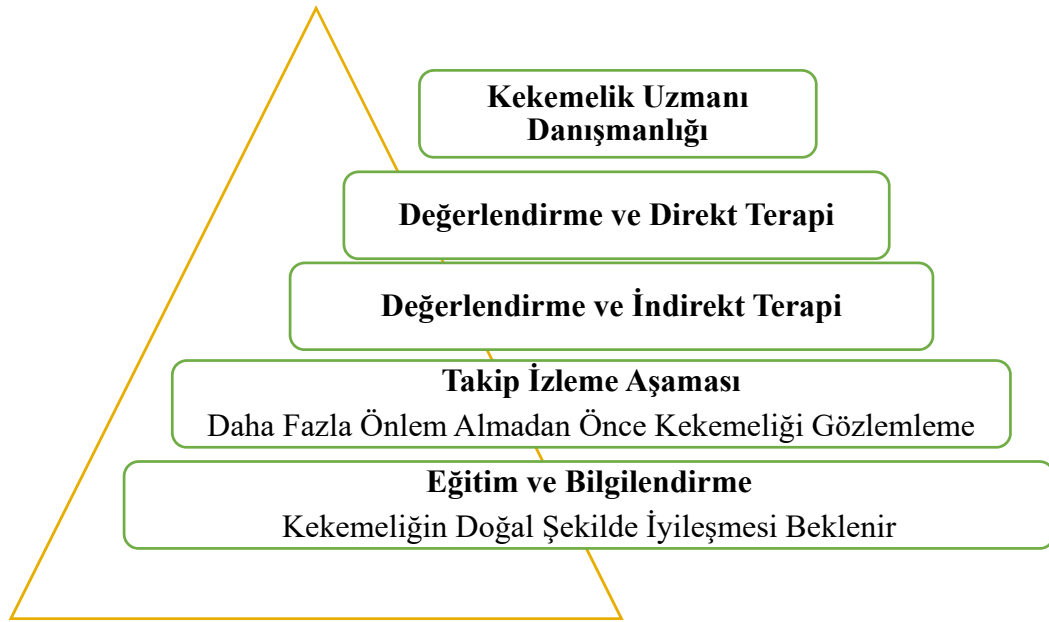 Kekemelik Uzmanı
Danışmanlığı
Değerlendirme ve Direkt Terapi
Değerlendirme ve İndirekt Terapi
Takip İzleme Aşaması
Daha Fazla Önlem Almadan Önce Kekemeliği Gözlemleme
Eğitim ve Bilgilendirme
Kekemeliğin Doğal Şekilde İyileşmesi Beklenir